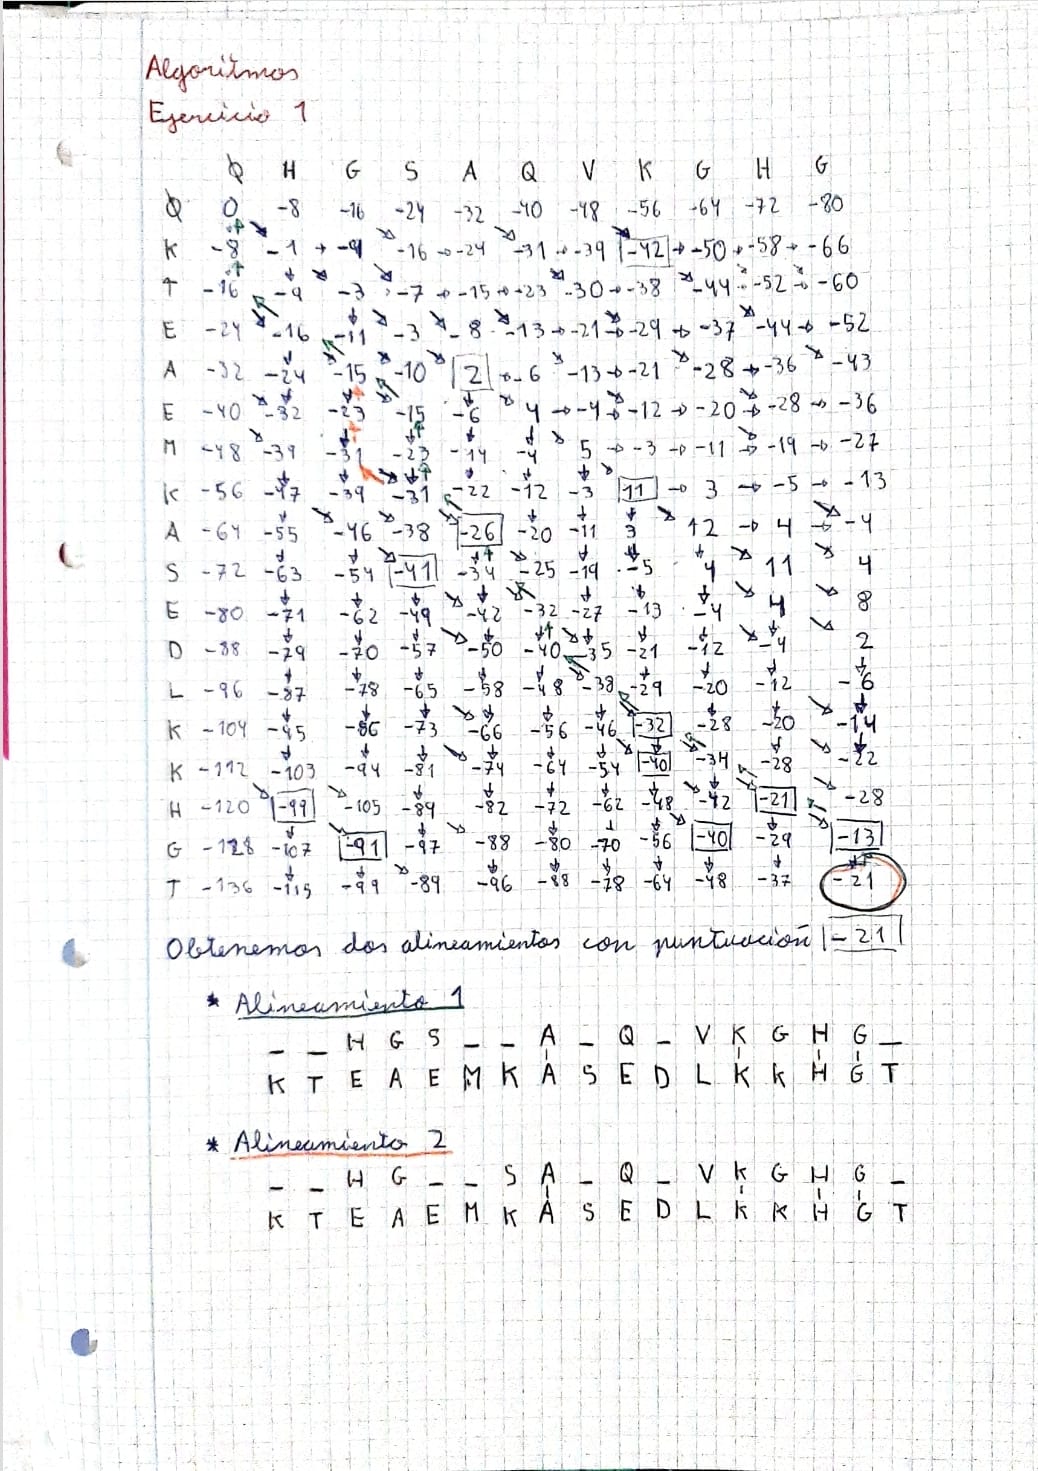 Algoritmos
Ejercicio 1
Ø H G S A Q V K G H G
Ø 0 -8 -16 -24 -32 -40 -48 -56 -64 -72 -80
K -8 -1 → -9 -16 → -24 -31 → -39 -42 → -50 → -58 → -66
T -16 -9 -3 → -7 → -15 → -23 -30 → -38 -44 -52 → -60
E -24 -16 -11 -3 -8 -13 → -21 → -29 → -37 -44 → -52
A -32 -24 -15 -10 2 → -6 -13 → -21 -28 → -36 -43
E -40 -32 -23 -15 -6 4 → -4 → -12 → -20 → -28 → -36
M -48 -39 -31 -23 -14 -4 5 → -3 → -11 → -19 → -27
K -56 -47 -39 -31 -22 -12 -3 11 → 3 → -5 → -13
A -64 -55 -46 -38 -26 -20 -11 3 12 → 4 → -4
S -72 -63 -54 -41 -34 -25 -19 -5 4 11 4
E -80 -71 -62 -49 -42 -32 -27 -13 -4 4 8
D -88 -79 -70 -57 -50 -40 -35 -21 -12 -4 2
L -96 -87 -78 -65 -58 -48 -38 -29 -20 -12 -6
K -104 -95 -86 -73 -66 -56 -46 -32 -28 -20 -14
K -112 -103 -94 -81 -74 -64 -54 -40 -34 -28 -22
H -120 -99 -105 -89 -82 -72 -62 -48 -42 -21 -28
G -128 -107 -91 -97 -88 -80 -70 -56 -40 -29 -13
T -136 -115 -99 -89 -96 -88 -78 -64 -48 -37 -21
Obtenemos dos alineamientos con puntuación -21
* Alineamiento 1
_ _ H G S _ _ A _ Q _ V K G H G _
K T E A E M K A S E D L K K H G T
* Alineamiento 2
_ _ H G _ _ S A _ Q _ V K G H G _
K T E A E M K A S E D L K K H G T